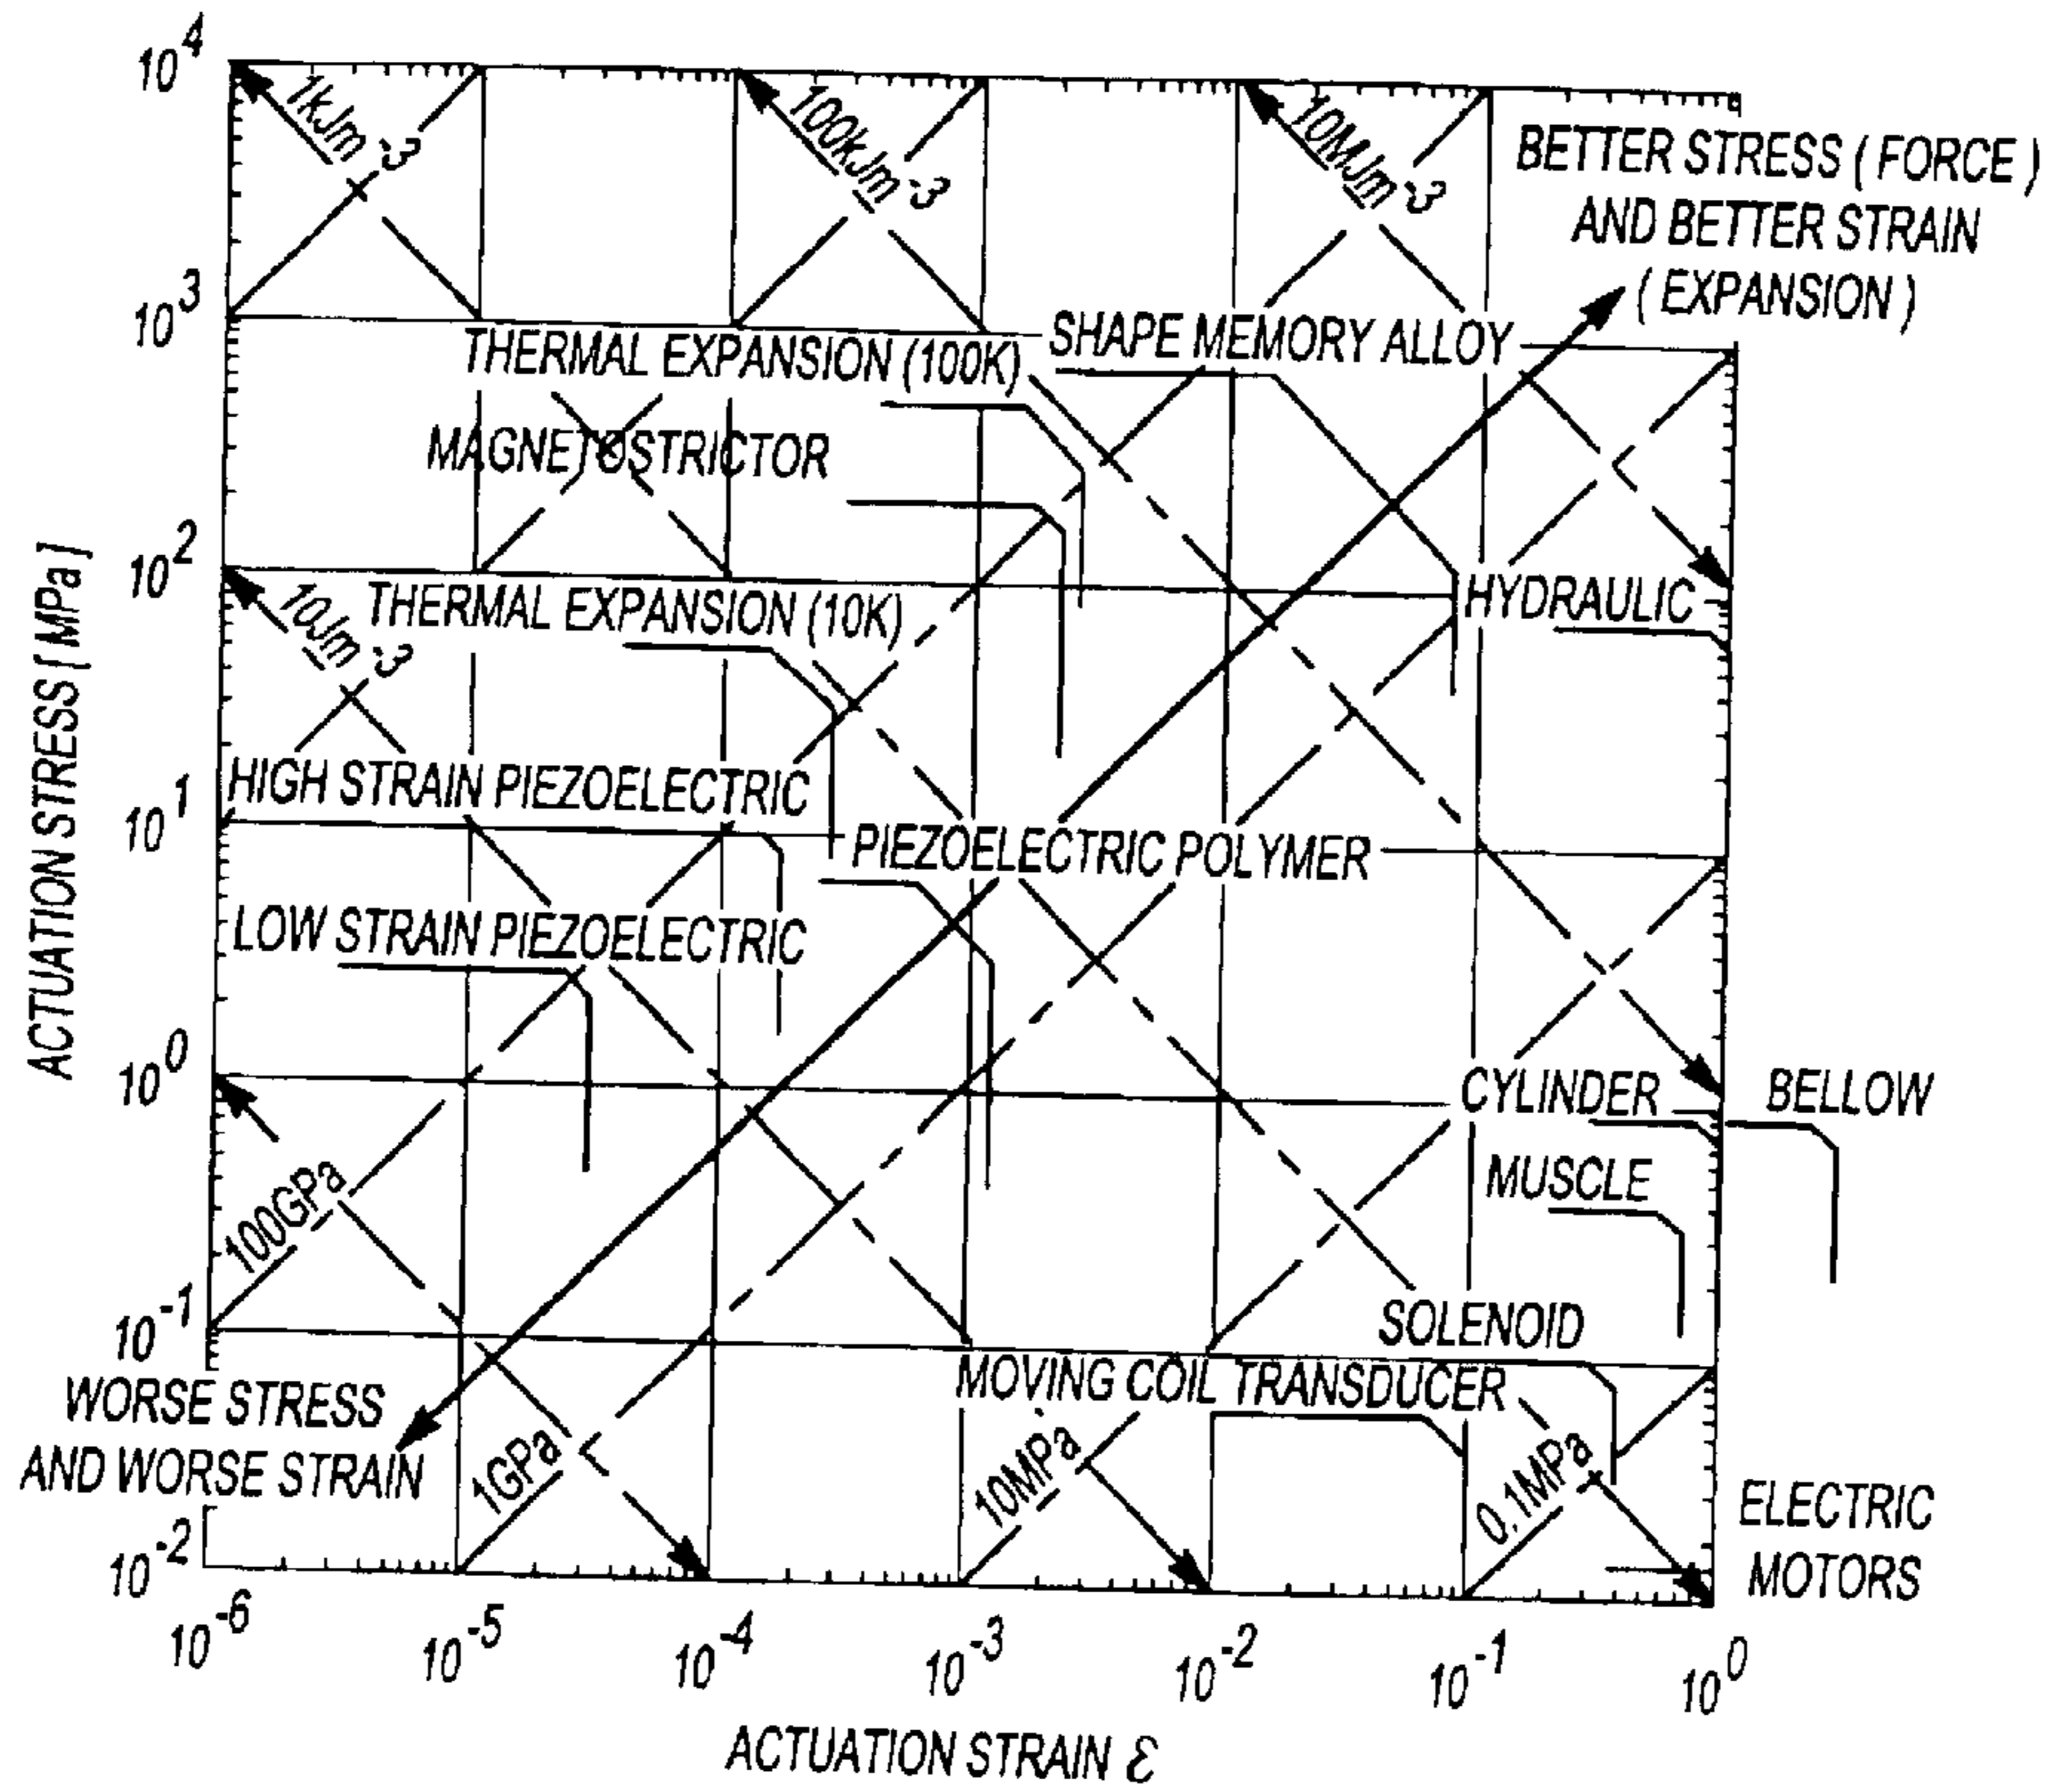 10^4
1kJm^-3
100kJm^-3
10MJm^-3
BETTER STRESS ( FORCE )
AND BETTER STRAIN
( EXPANSION )
10^3
SHAPE MEMORY ALLOY
THERMAL EXPANSION (100K)
MAGNETOSTRICTOR
10^2
THERMAL EXPANSION (10K)
HYDRAULIC
10Jm^-3
ACTUATION STRESS [ MPa ]
HIGH STRAIN PIEZOELECTRIC
10^1
PIEZOELECTRIC POLYMER
LOW STRAIN PIEZOELECTRIC
10^0
CYLINDER
BELLOW
MUSCLE
100GPa
10^-1
SOLENOID
WORSE STRESS
AND WORSE STRAIN
MOVING COIL TRANSDUCER
1GPa
10MPa
0.1MPa
ELECTRIC
MOTORS
10^-2
10^-6
10^-5
10^-4
10^-3
10^-2
10^-1
10^0
ACTUATION STRAIN ε